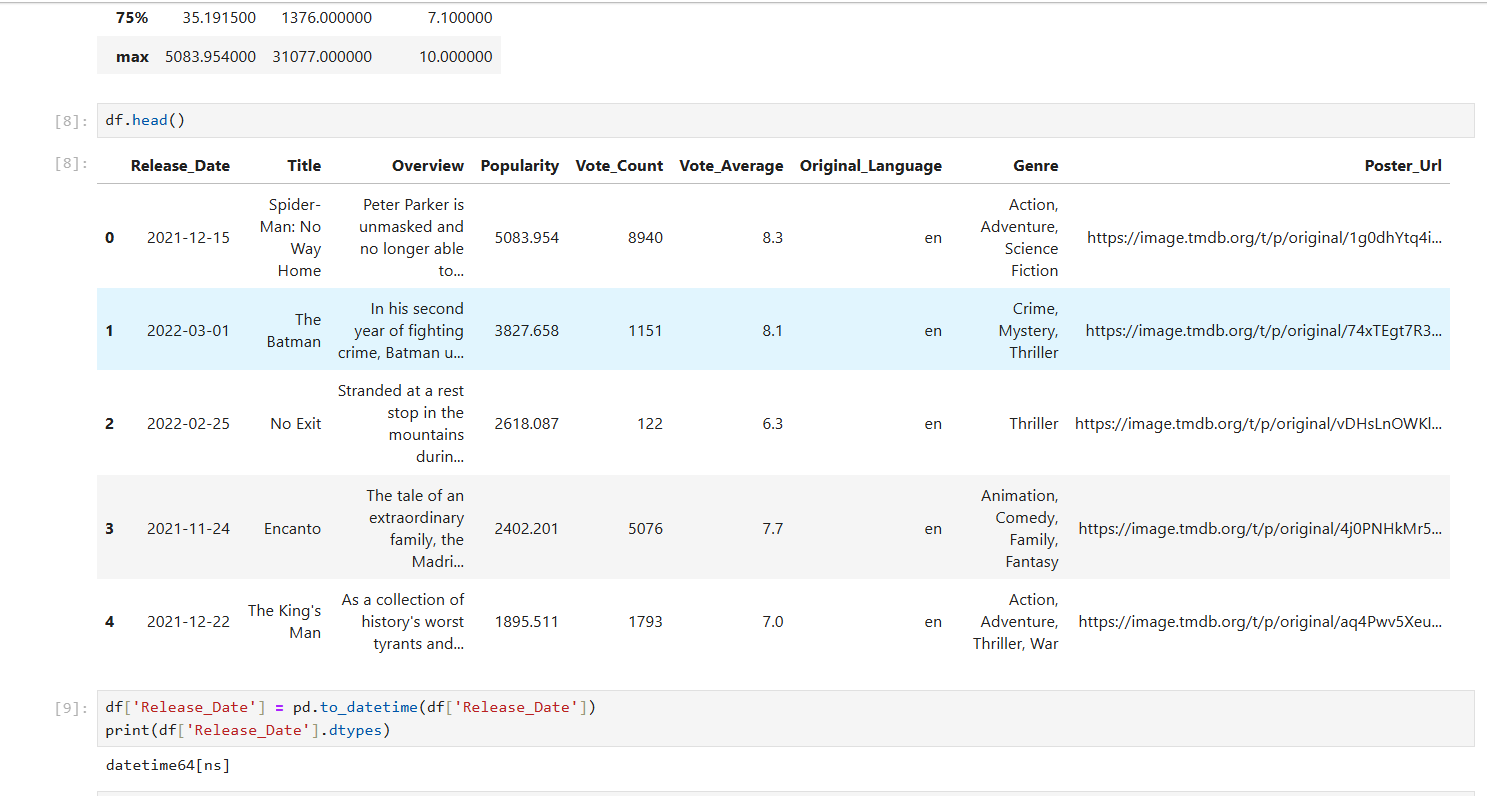 75% 35.191500 1376.000000 7.100000
max 5083.954000 31077.000000 10.000000
[8]: df.head()
[8]: Release_Date Title Overview Popularity Vote_Count Vote_Average Original_Language Genre Poster_Url
0 2021-12-15 Spider-Man: No Way Home Peter Parker is unmasked and no longer able to... 5083.954 8940 8.3 en Action, Adventure, Science Fiction https://image.tmdb.org/t/p/original/1g0dhYtq4i...
1 2022-03-01 The Batman In his second year of fighting crime, Batman u... 3827.658 1151 8.1 en Crime, Mystery, Thriller https://image.tmdb.org/t/p/original/74xTEgt7R3...
2 2022-02-25 No Exit Stranded at a rest stop in the mountains durin... 2618.087 122 6.3 en Thriller https://image.tmdb.org/t/p/original/vDHsLnOWKl...
3 2021-11-24 Encanto The tale of an extraordinary family, the Madri... 2402.201 5076 7.7 en Animation, Comedy, Family, Fantasy https://image.tmdb.org/t/p/original/4j0PNHkMr5...
4 2021-12-22 The King's Man As a collection of history's worst tyrants and... 1895.511 1793 7.0 en Action, Adventure, Thriller, War https://image.tmdb.org/t/p/original/aq4Pwv5Xeu...
[9]: df['Release_Date'] = pd.to_datetime(df['Release_Date'])
print(df['Release_Date'].dtypes)
datetime64[ns]